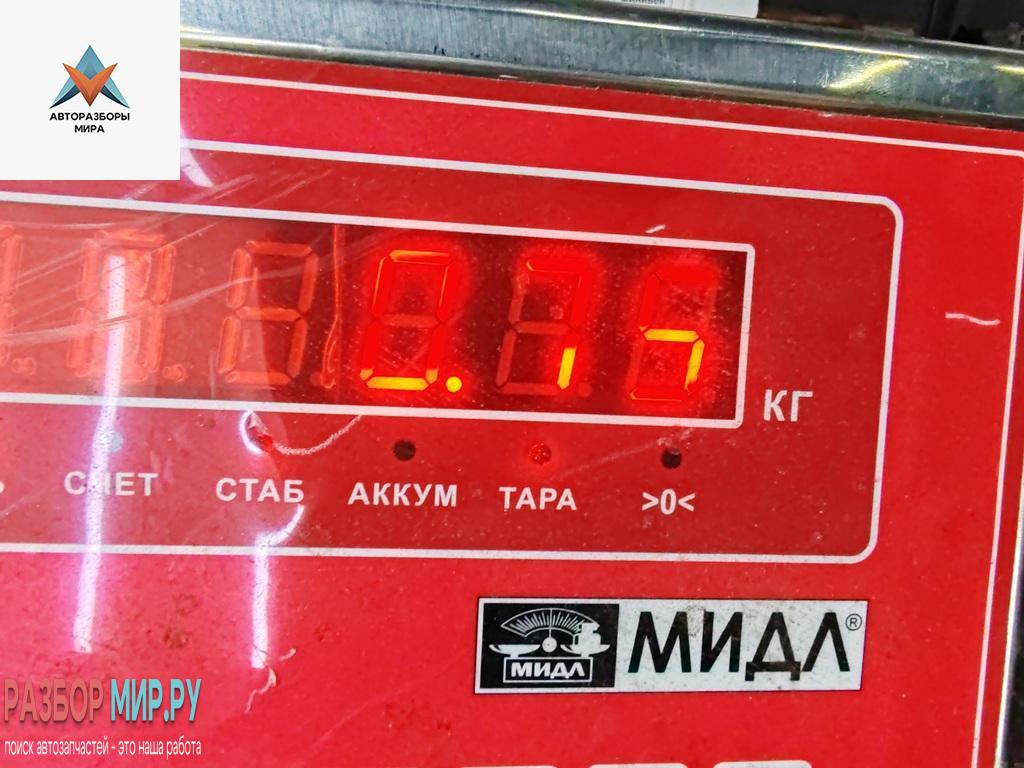 АВТОРАЗБОРЫ
МИРА
0.75
КГ
СЧЕТ СТАБ АККУМ ТАРА >0<
МИДЛ МИДЛ®
РАЗБОР МИР.РУ
поиск автозапчастей - это наша работа